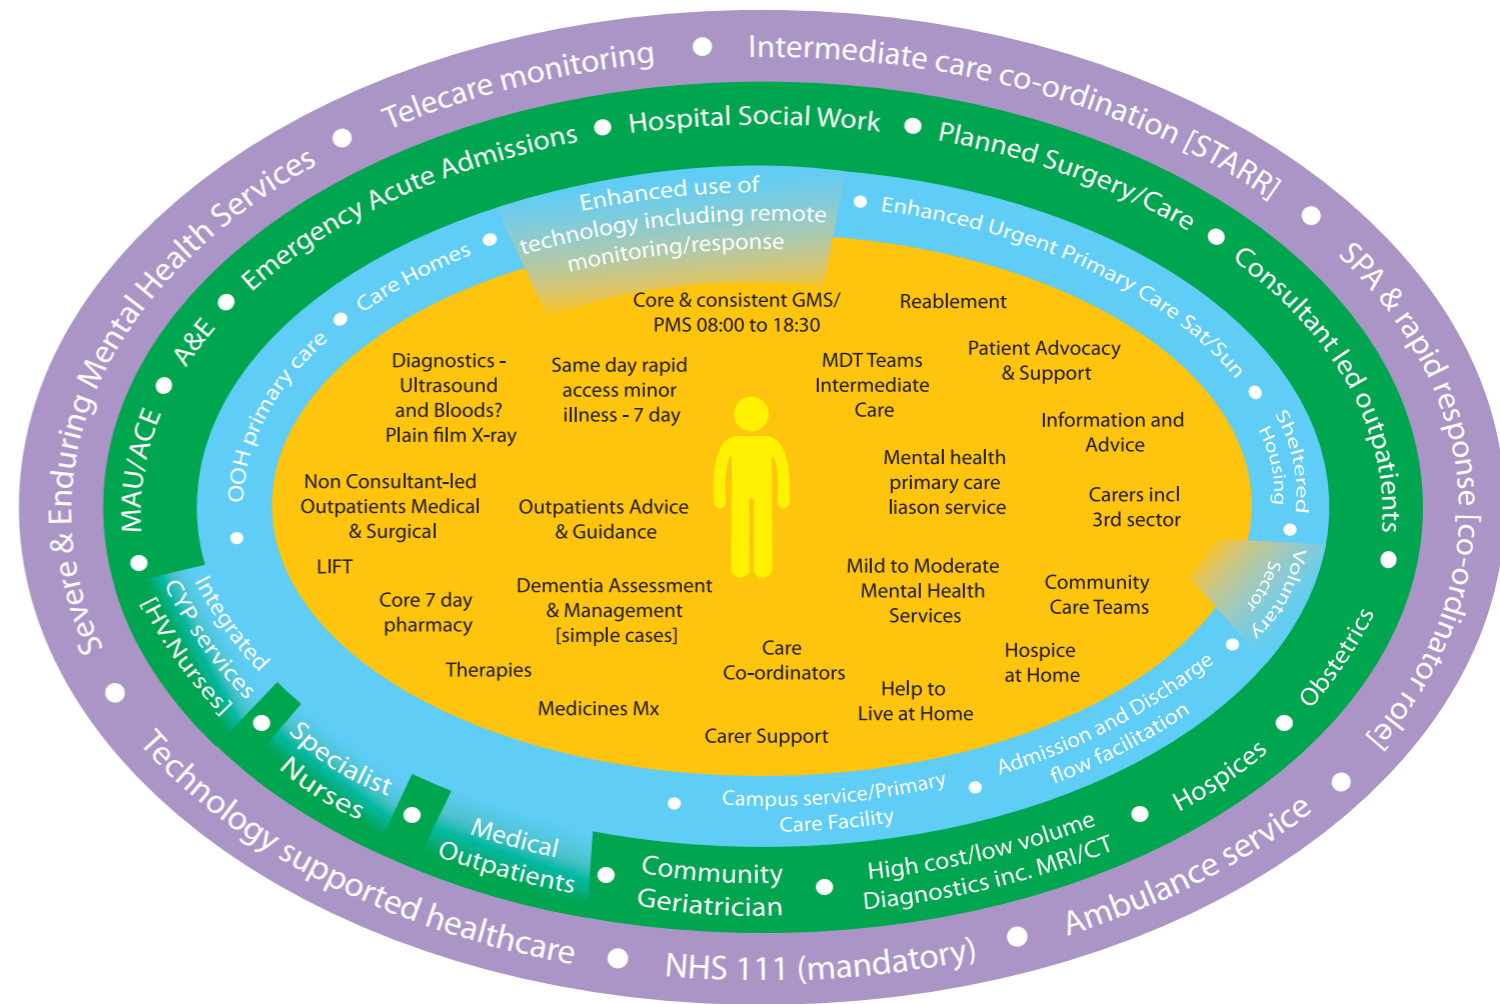 Telecare monitoring
Intermediate care co-ordination [STARR]
SPA & rapid response [co-ordinator role]
Ambulance service
NHS 111 (mandatory)
Technology supported healthcare
Severe & Enduring Mental Health Services
Hospital Social Work
Planned Surgery/Care
Consultant led outpatients
Obstetrics
Hospices
High cost/low volume
Diagnostics inc. MRI/CT
Community
Geriatrician
Medical
Outpatients
Specialist
Nurses
Integrated
CYP services
[HV.Nurses]
MAU/ACE
A&E
Emergency Acute Admissions
Enhanced use of
technology including remote
monitoring/response
Enhanced Urgent Primary Care Sat/Sun
Sheltered
Housing
Voluntary
Sector
Admission and Discharge
flow facilitation
Campus service/Primary
Care Facility
OOH primary care
Care Homes
Core & consistent GMS/
PMS 08:00 to 18:30
Reablement
Diagnostics -
Ultrasound
and Bloods?
Plain film X-ray
Same day rapid
access minor
illness - 7 day
MDT Teams
Intermediate
Care
Patient Advocacy
& Support
Information and
Advice
Non Consultant-led
Outpatients Medical
& Surgical
Outpatients Advice
& Guidance
Mental health
primary care
liason service
Carers incl
3rd sector
LIFT
Core 7 day
pharmacy
Dementia Assessment
& Management
[simple cases]
Mild to Moderate
Mental Health
Services
Community
Care Teams
Therapies
Care
Co-ordinators
Hospice
at Home
Medicines Mx
Help to
Live at Home
Carer Support